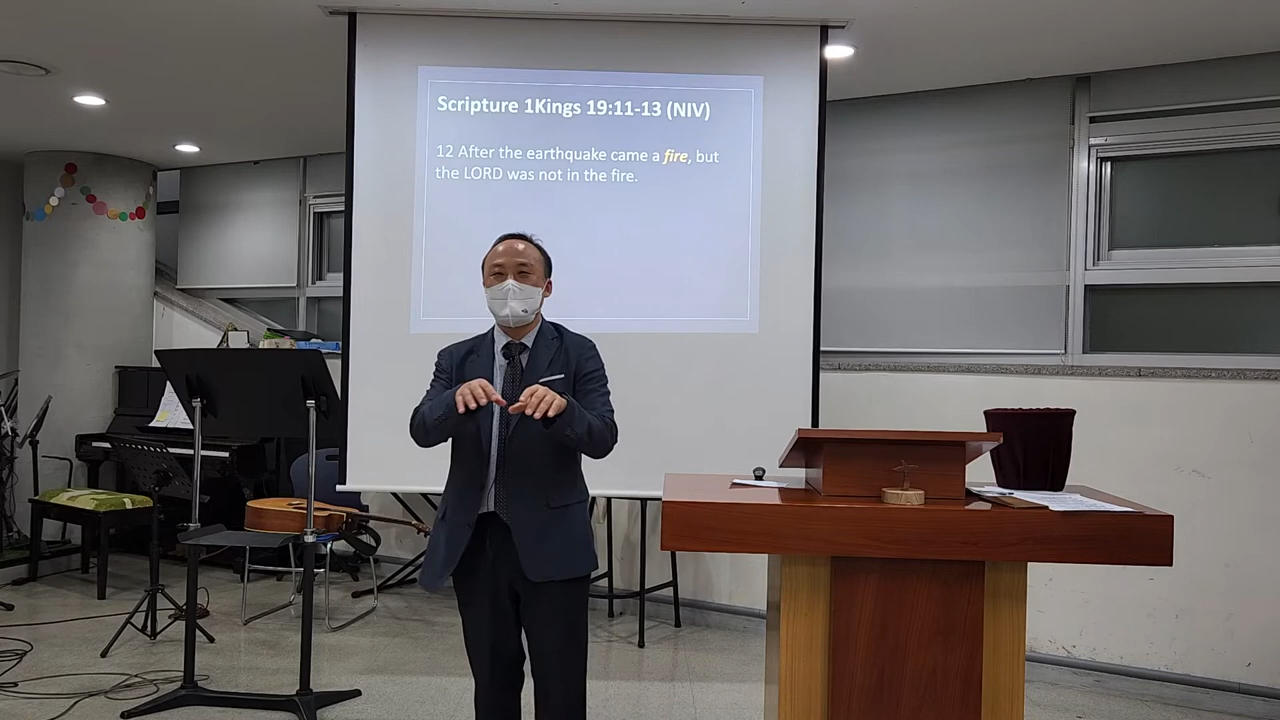 Scripture 1Kings 19:11-13 (NIV)
12 After the earthquake came a fire, but
the LORD was not in the fire.